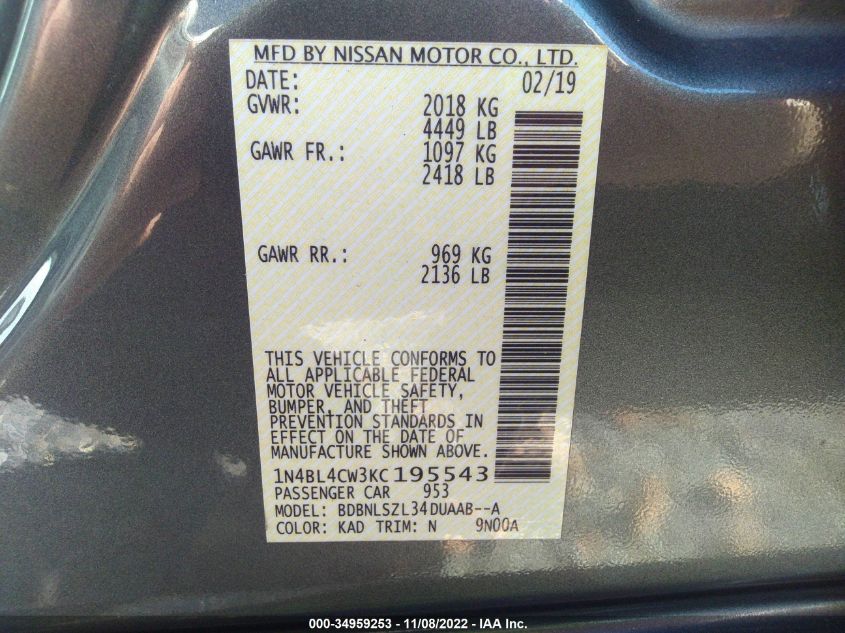 MFD BY NISSAN MOTOR CO., LTD.
DATE: 02/19
GVWR: 2018 KG
4449 LB
GAWR FR.: 1097 KG
2418 LB
GAWR RR.: 969 KG
2136 LB
THIS VEHICLE CONFORMS TO
ALL APPLICABLE FEDERAL
MOTOR VEHICLE SAFETY,
BUMPER, AND THEFT
PREVENTION STANDARDS IN
EFFECT ON THE DATE OF
MANUFACTURE SHOWN ABOVE.
1N4BL4CW3KC195543
PASSENGER CAR 953
MODEL: BDBNLSZL34DUAAB--A
COLOR: KAD TRIM: N 9N00A
000-34959253 - 11/08/2022 - IAA Inc.